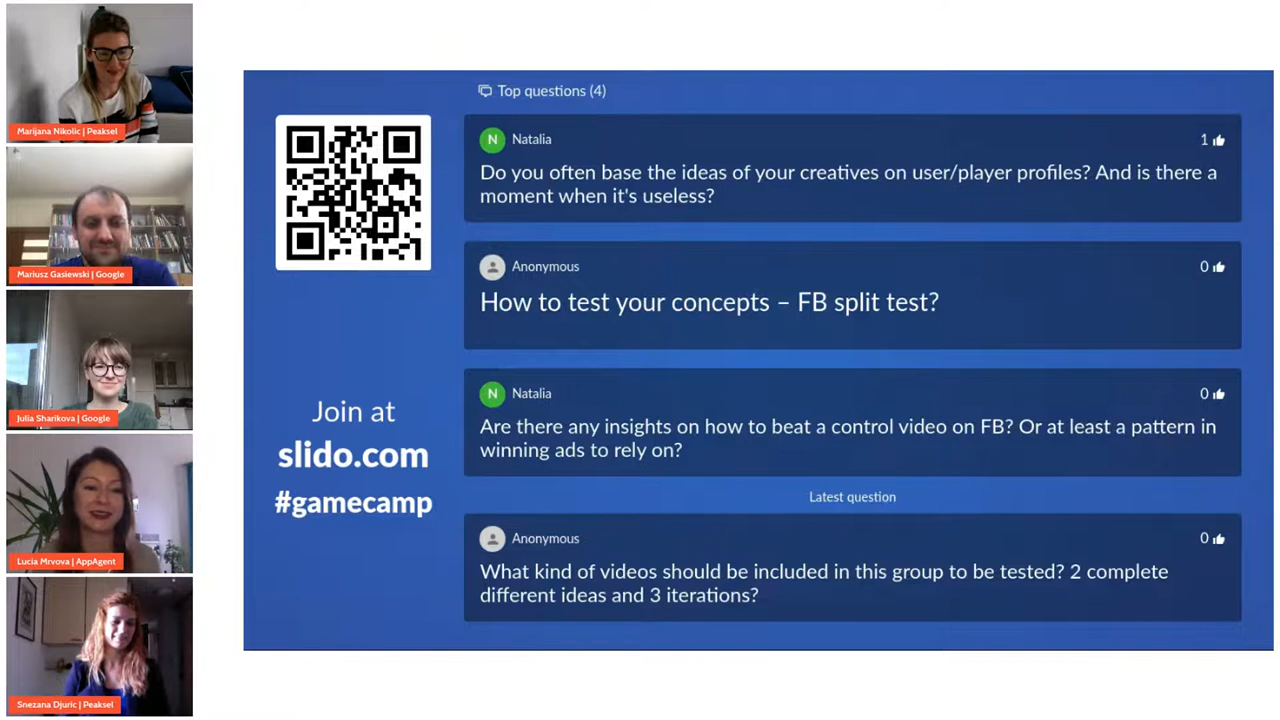 Marijana Nikolic | Peaksel
Mariusz Gasiewski | Google
Julia Sharikova | Google
Lucia Mrvova | AppAgent
Snezana Djuric | Peaksel
Join at
slido.com
#gamecamp
Top questions (4)
N Natalia 1
Do you often base the ideas of your creatives on user/player profiles? And is there a
moment when it's useless?
Anonymous 0
How to test your concepts – FB split test?
N Natalia 0
Are there any insights on how to beat a control video on FB? Or at least a pattern in
winning ads to rely on?
Latest question
Anonymous 0
What kind of videos should be included in this group to be tested? 2 complete
different ideas and 3 iterations?